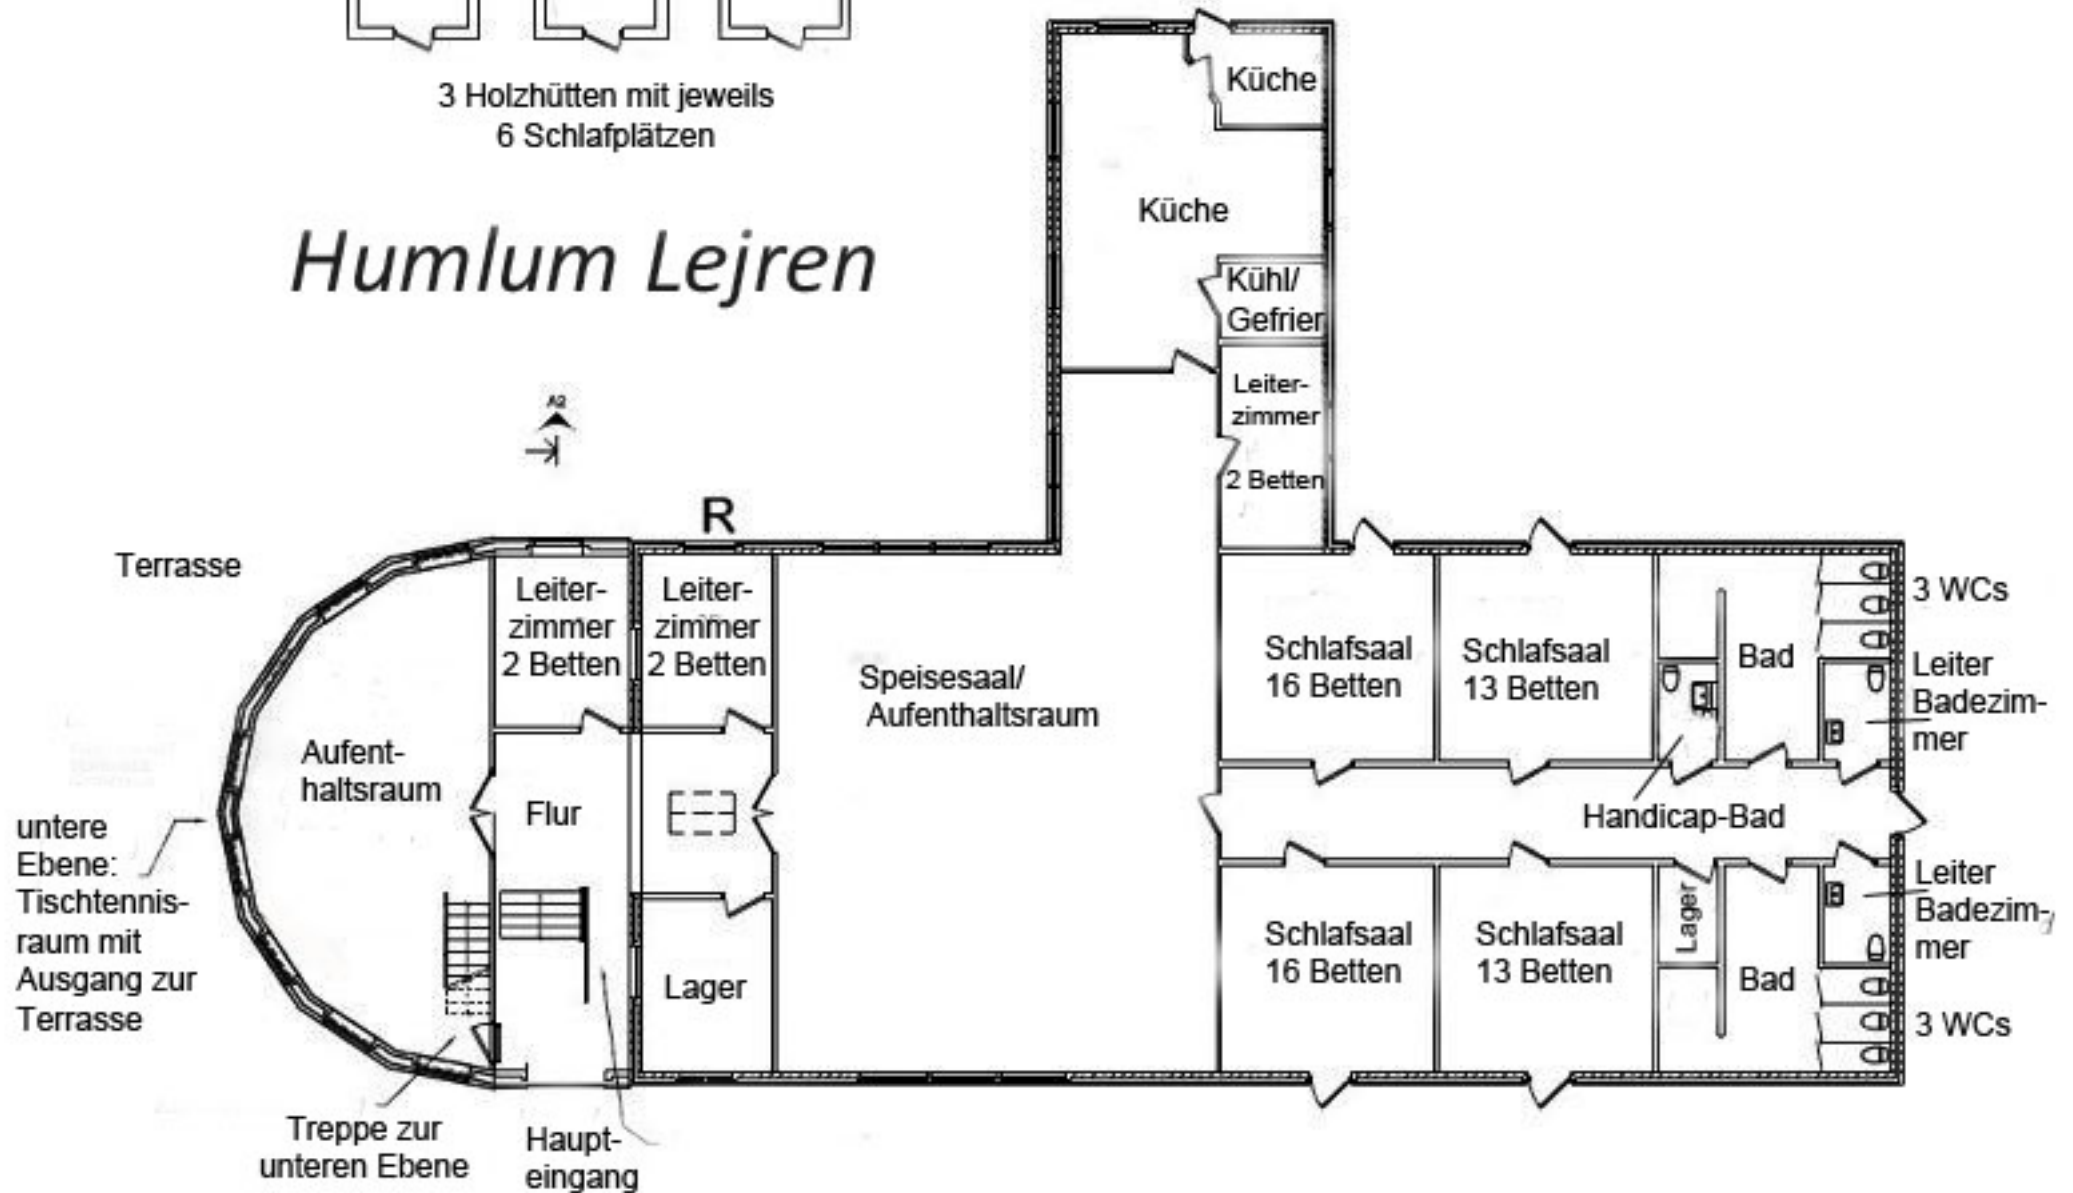 3 Holzhütten mit jeweils
6 Schlafplätzen
Humlum Lejren
Küche
Küche
Kühl/
Gefrier
Leiter-
zimmer
2 Betten
A2
R
Terrasse
Leiter-
zimmer
2 Betten
Leiter-
zimmer
2 Betten
Speisesaal/
Aufenthaltsraum
Schlafsaal
16 Betten
Schlafsaal
13 Betten
Bad
3 WCs
Leiter
Badezim-
mer
Aufent-
haltsraum
Flur
Handicap-Bad
untere
Ebene:
Tischtennis-
raum mit
Ausgang zur
Terrasse
Lager
Schlafsaal
16 Betten
Schlafsaal
13 Betten
Lager
Bad
Leiter
Badezim-
mer
3 WCs
Treppe zur
unteren Ebene
Haupt-
eingang